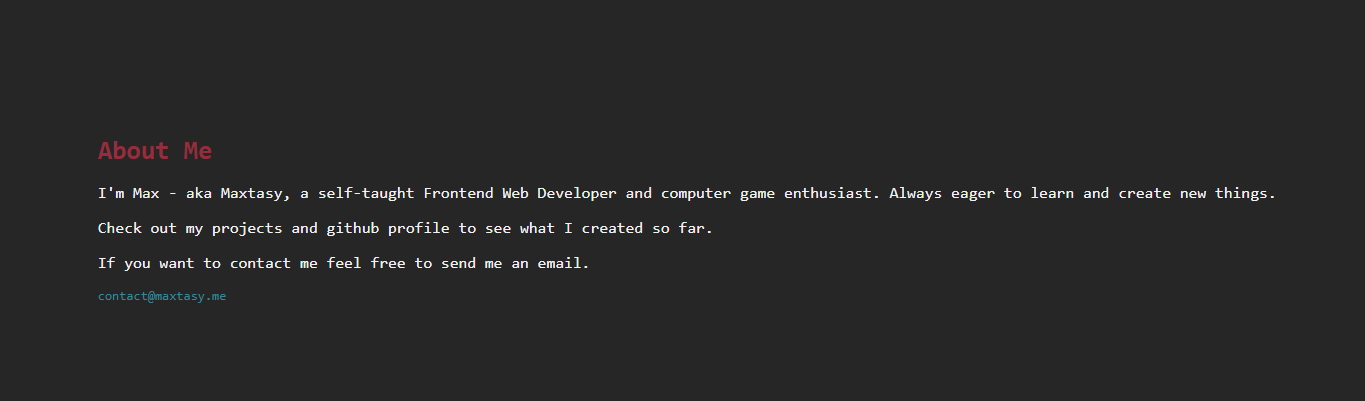 About Me
I'm Max - aka Maxtasy, a self-taught Frontend Web Developer and computer game enthusiast. Always eager to learn and create new things.
Check out my projects and github profile to see what I created so far.
If you want to contact me feel free to send me an email.
contact@maxtasy.me